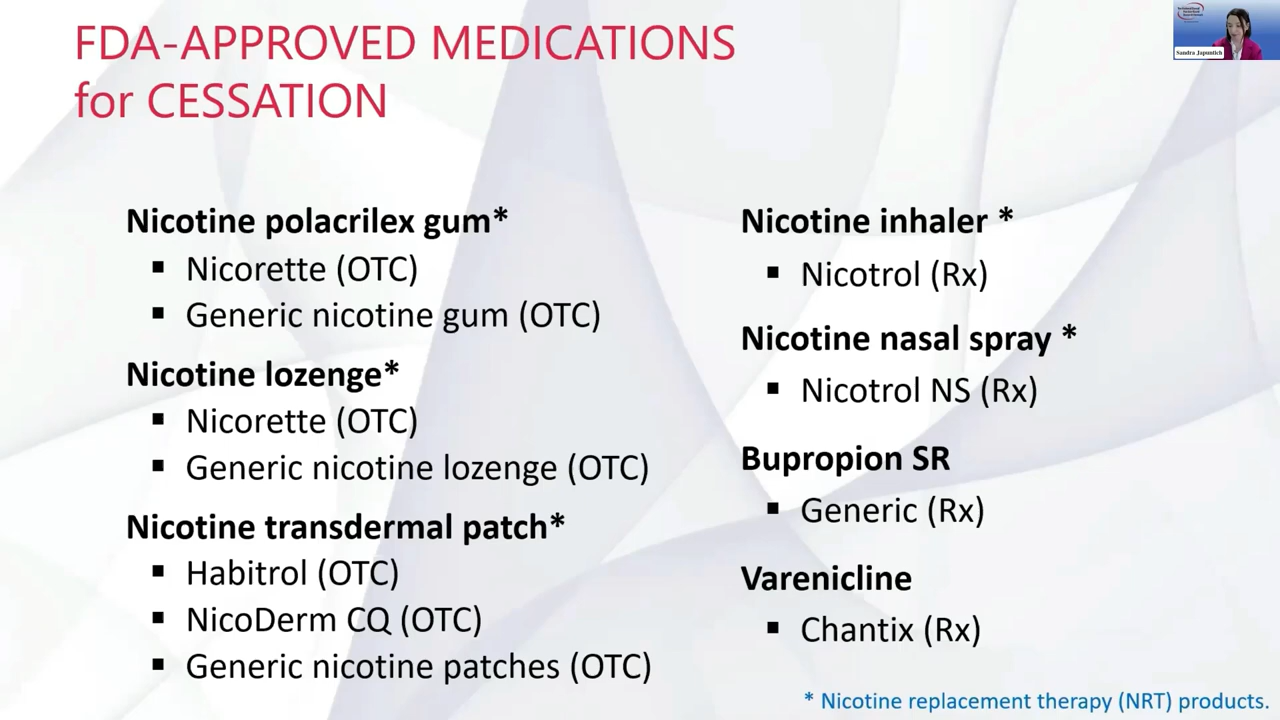 FDA-APPROVED MEDICATIONS
for CESSATION
Nicotine polacrilex gum*
▪ Nicorette (OTC)
▪ Generic nicotine gum (OTC)
Nicotine lozenge*
▪ Nicorette (OTC)
▪ Generic nicotine lozenge (OTC)
Nicotine transdermal patch*
▪ Habitrol (OTC)
▪ NicoDerm CQ (OTC)
▪ Generic nicotine patches (OTC)
Nicotine inhaler *
▪ Nicotrol (Rx)
Nicotine nasal spray *
▪ Nicotrol NS (Rx)
Bupropion SR
▪ Generic (Rx)
Varenicline
▪ Chantix (Rx)
* Nicotine replacement therapy (NRT) products.
Sandra Japuntich